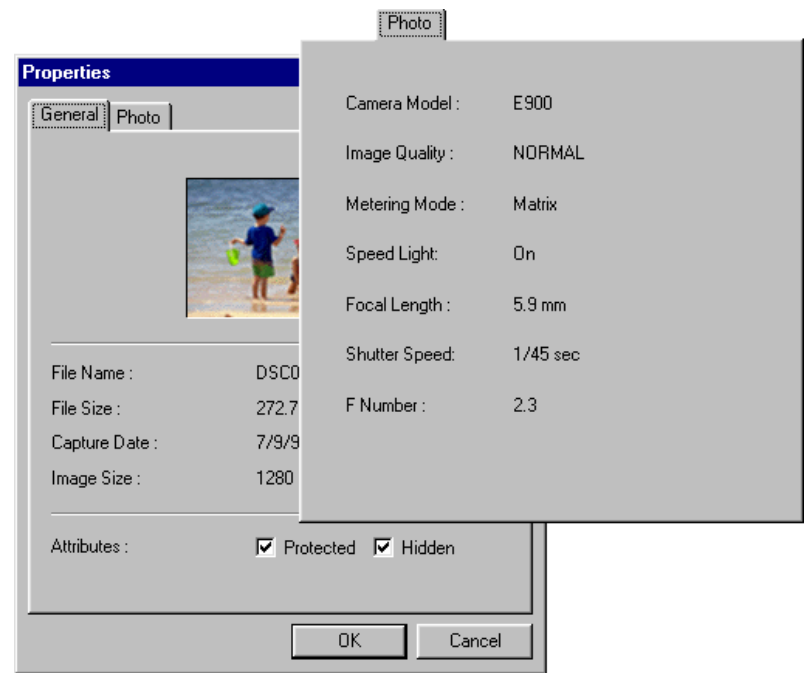 Photo
Properties
General Photo
Camera Model : E900
Image Quality : NORMAL
Metering Mode : Matrix
Speed Light: On
Focal Length : 5.9 mm
Shutter Speed: 1/45 sec
F Number : 2.3
File Name : DSC0
File Size : 272.7
Capture Date : 7/9/9
Image Size : 1280
Attributes : Protected Hidden
OK Cancel